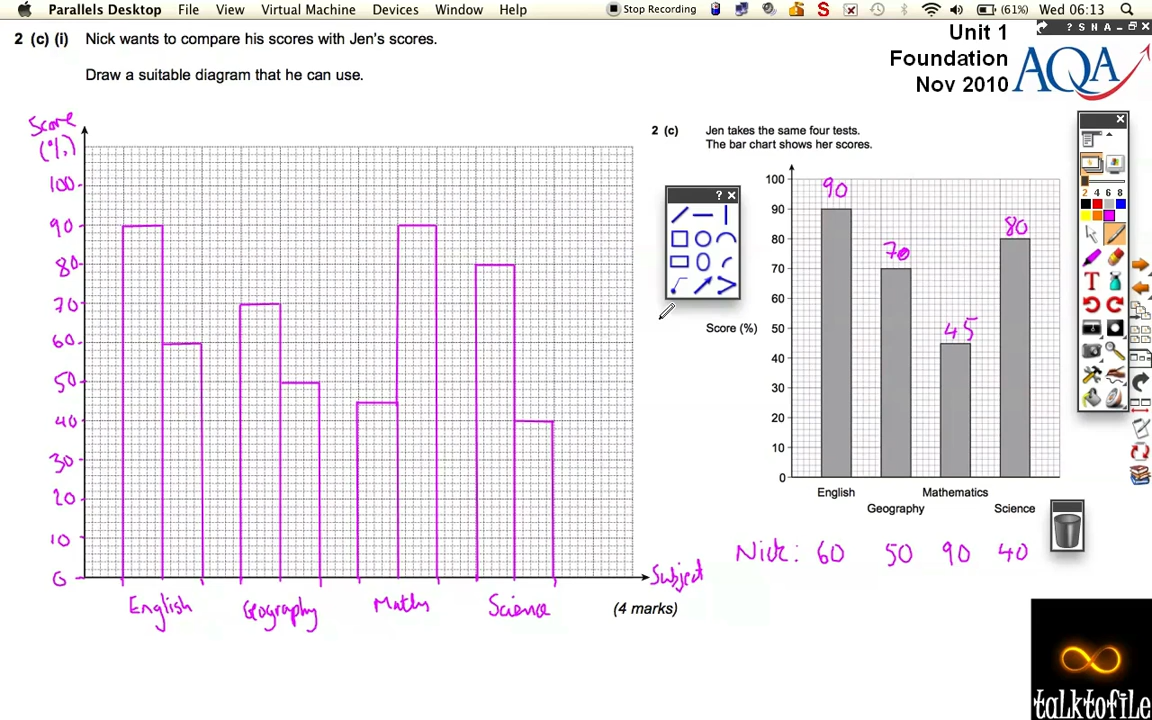 Parallels Desktop File View Virtual Machine Devices Window Help Stop Recording S (61%) Wed 06:13
2 (c) (i) Nick wants to compare his scores with Jen's scores.
Draw a suitable diagram that he can use.
Unit 1
Foundation
Nov 2010
AQA
? S N A
Score
(%)
100
90
80
70
60
50
40
30
20
10
0
English Geography Maths Science
Subject
(4 marks)
2 (c) Jen takes the same four tests.
The bar chart shows her scores.
?
Score (%)
100
90
80
70
60
50
40
30
20
10
0
90
70
45
80
English Mathematics
Geography Science
Nick: 60 50 90 40
2 4 6 8
T
talktofile